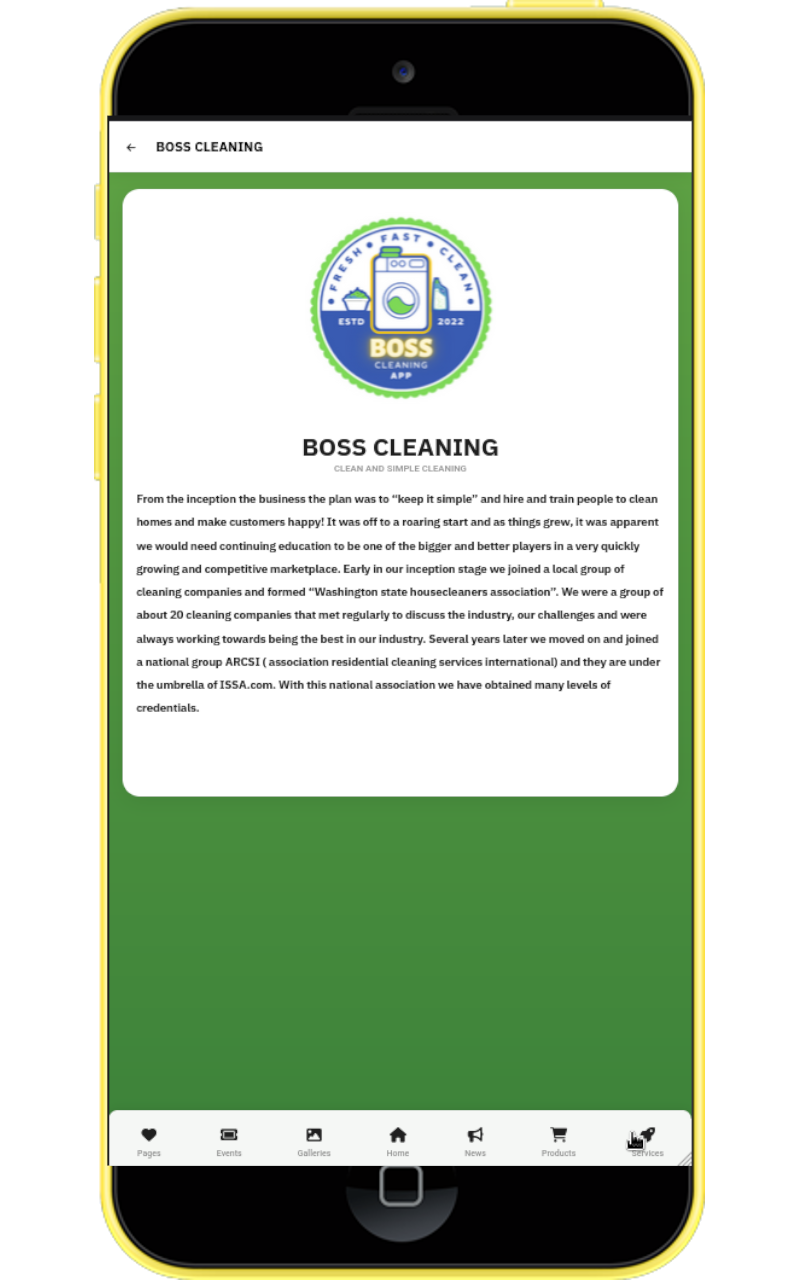 BOSS CLEANING
FRESH • FAST • CLEAN
ESTD 2022
BOSS
CLEANING
APP
BOSS CLEANING
CLEAN AND SIMPLE CLEANING
From the inception the business the plan was to “keep it simple” and hire and train people to clean
homes and make customers happy! It was off to a roaring start and as things grew, it was apparent
we would need continuing education to be one of the bigger and better players in a very quickly
growing and competitive marketplace. Early in our inception stage we joined a local group of
cleaning companies and formed “Washington state housecleaners association”. We were a group of
about 20 cleaning companies that met regularly to discuss the industry, our challenges and were
always working towards being the best in our industry. Several years later we moved on and joined
a national group ARCSI ( association residential cleaning services international) and they are under
the umbrella of ISSA.com. With this national association we have obtained many levels of
credentials.
Pages Events Galleries Home News Products Services